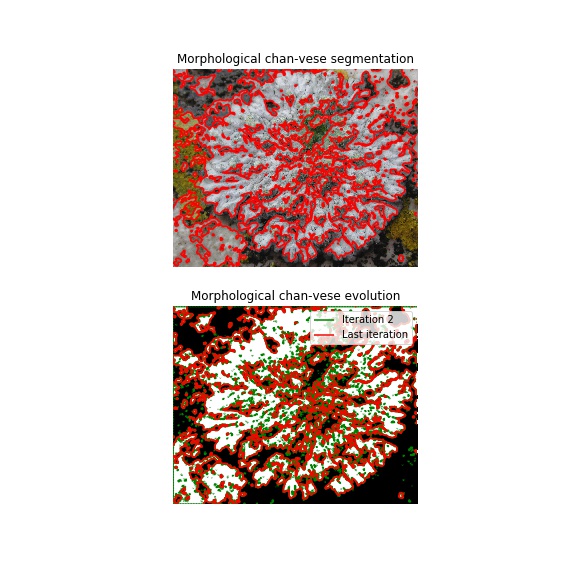 Morphological chan-vese segmentation
Morphological chan-vese evolution
Iteration 2
Last iteration